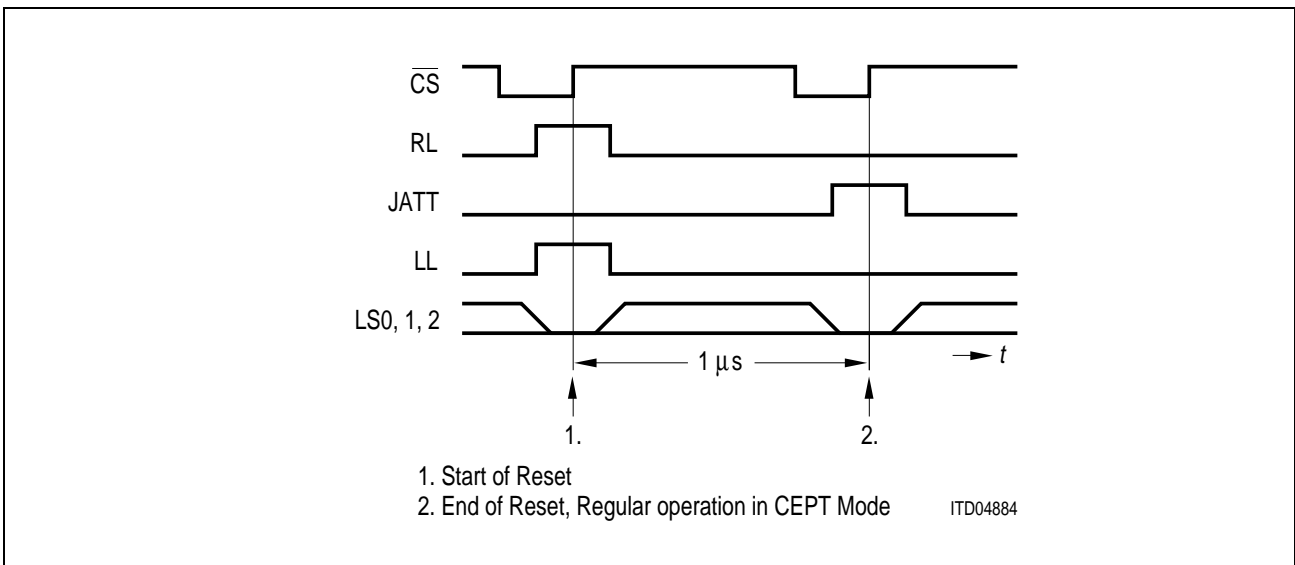 CS
RL
JATT
LL
LS0, 1, 2
1 μs
t
1.
2.
1. Start of Reset
2. End of Reset, Regular operation in CEPT Mode
ITD04884